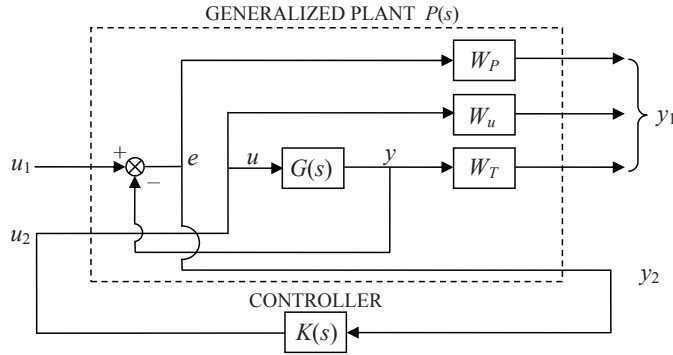 GENERALIZED PLANT P(s)
W_P
W_u
y_1
u_1
+
−
e
u
G(s)
y
W_T
u_2
y_2
CONTROLLER
K(s)